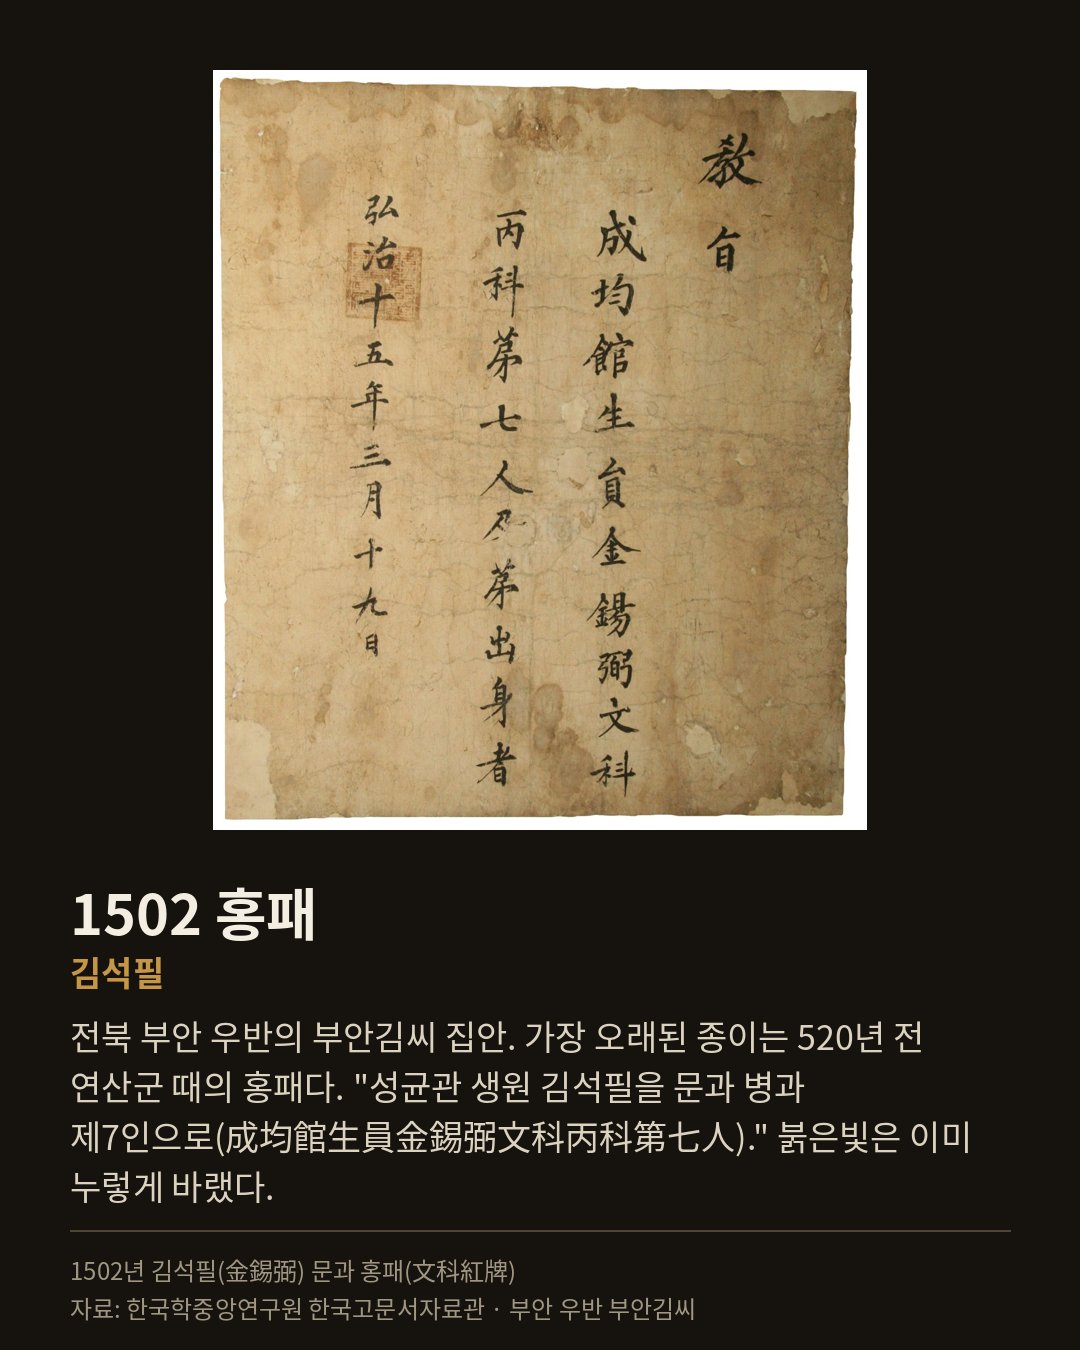 教旨
成均館生員金錫弼文科
丙科第七人及第出身者
弘治十五年三月十九日
1502 홍패
김석필
전북 부안 우반의 부안김씨 집안. 가장 오래된 종이는 520년 전
연산군 때의 홍패다. "성균관 생원 김석필을 문과 병과
제7인으로(成均館生員金錫弼文科丙科第七人)." 붉은빛은 이미
누렇게 바랬다.
1502년 김석필(金錫弼) 문과 홍패(文科紅牌)
자료: 한국학중앙연구원 한국고문서자료관 · 부안 우반 부안김씨